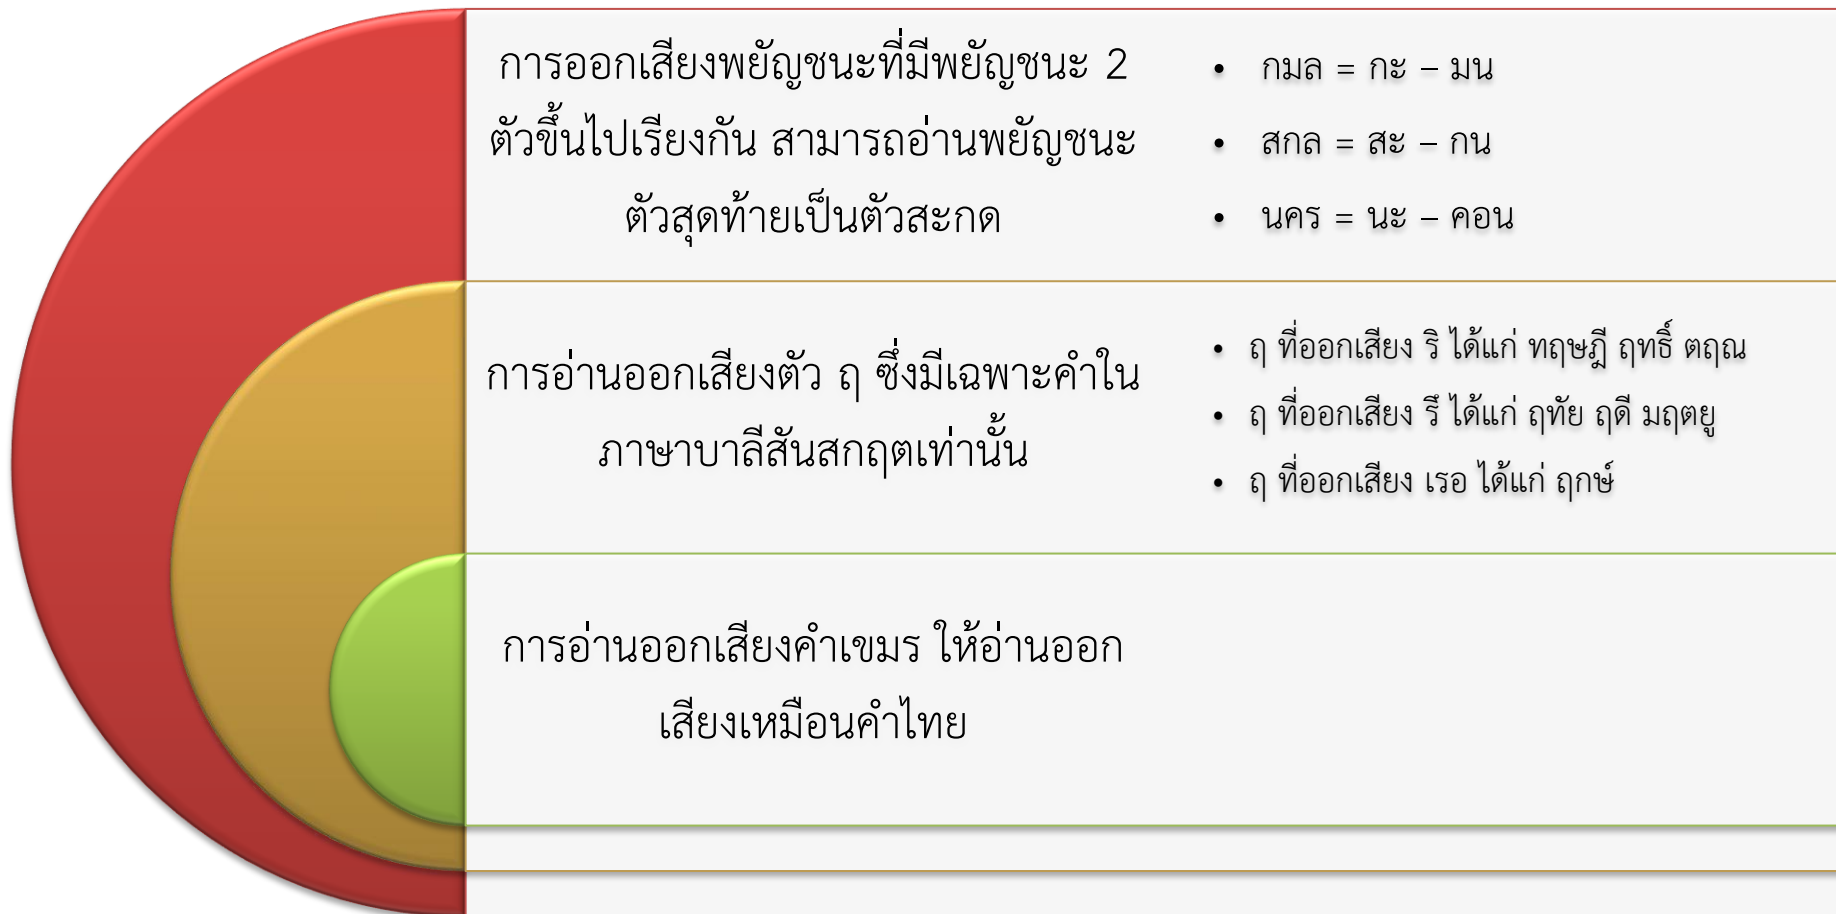 การออกเสียงพยัญชนะที่มีพยัญชนะ 2
ตัวขึ้นไปเรียงกัน สามารถอ่านพยัญชนะ
ตัวสุดท้ายเป็นตัวสะกด
• กมล = กะ – มน
• สกล = สะ – กน
• นคร = นะ – คอน
การอ่านออกเสียงตัว ฤ ซึ่งมีเฉพาะคำใน
ภาษาบาลีสันสกฤตเท่านั้น
• ฤ ที่ออกเสียง ริ ได้แก่ ทฤษฎี ฤทธิ์ ตฤณ
• ฤ ที่ออกเสียง รึ ได้แก่ ฤทัย ฤดี มฤตยู
• ฤ ที่ออกเสียง เรอ ได้แก่ ฤกษ์
การอ่านออกเสียงคำเขมร ให้อ่านออก
เสียงเหมือนคำไทย